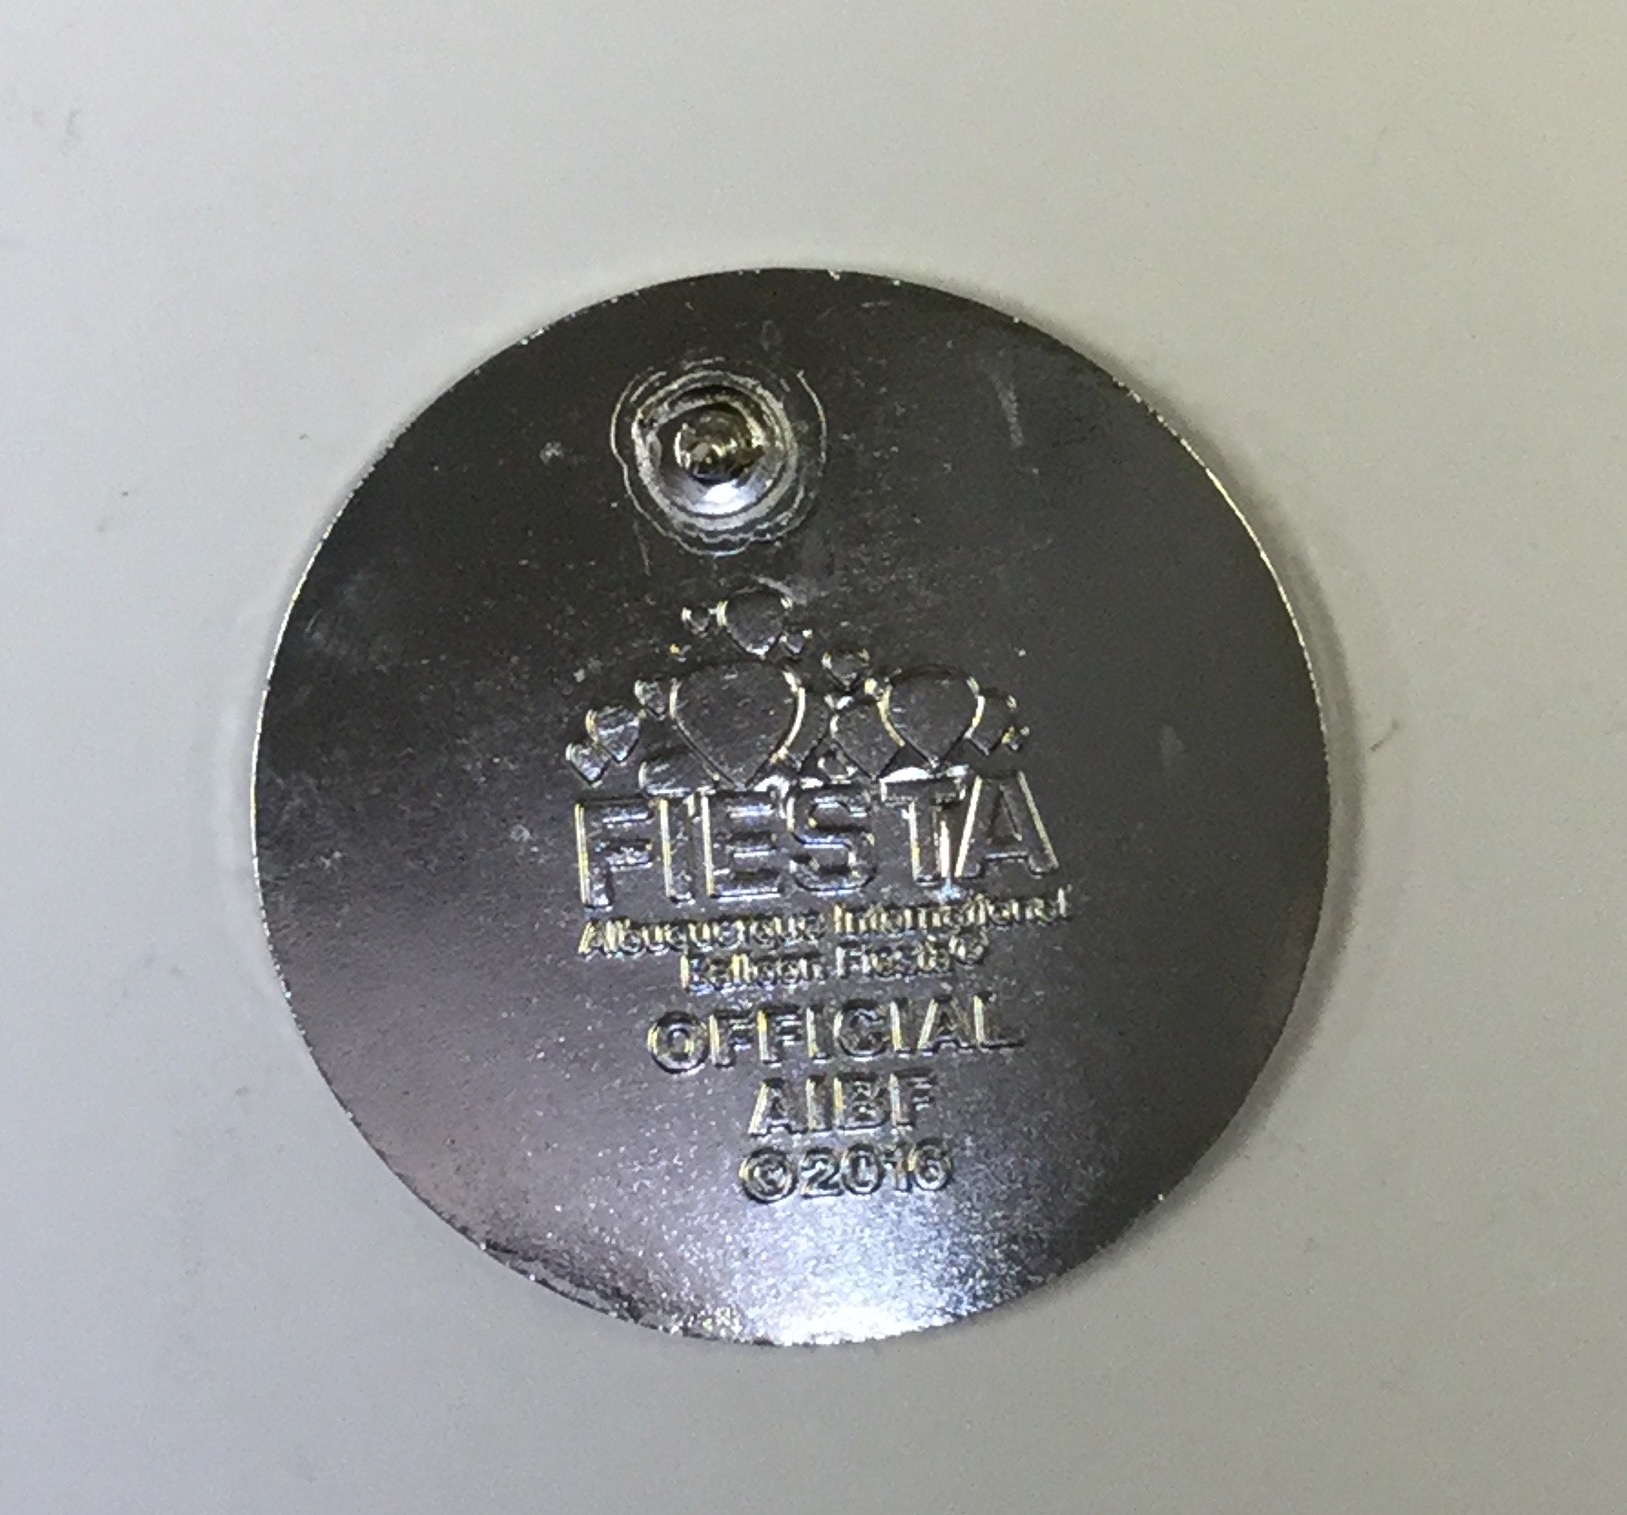 FIESTA
Albuquerque International
Balloon Fiesta®
OFFICIAL
AIBF
©2016